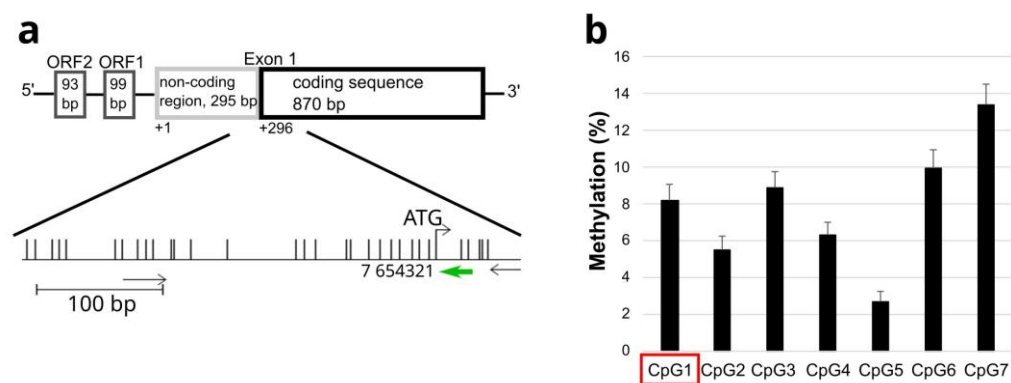 a
ORF2 ORF1 Exon 1
5' 93 bp 99 bp non-coding region, 295 bp coding sequence 870 bp 3'
+1 +296
ATG
7 654321
100 bp
b
Methylation (%)
16
14
12
10
8
6
4
2
0
CpG1 CpG2 CpG3 CpG4 CpG5 CpG6 CpG7